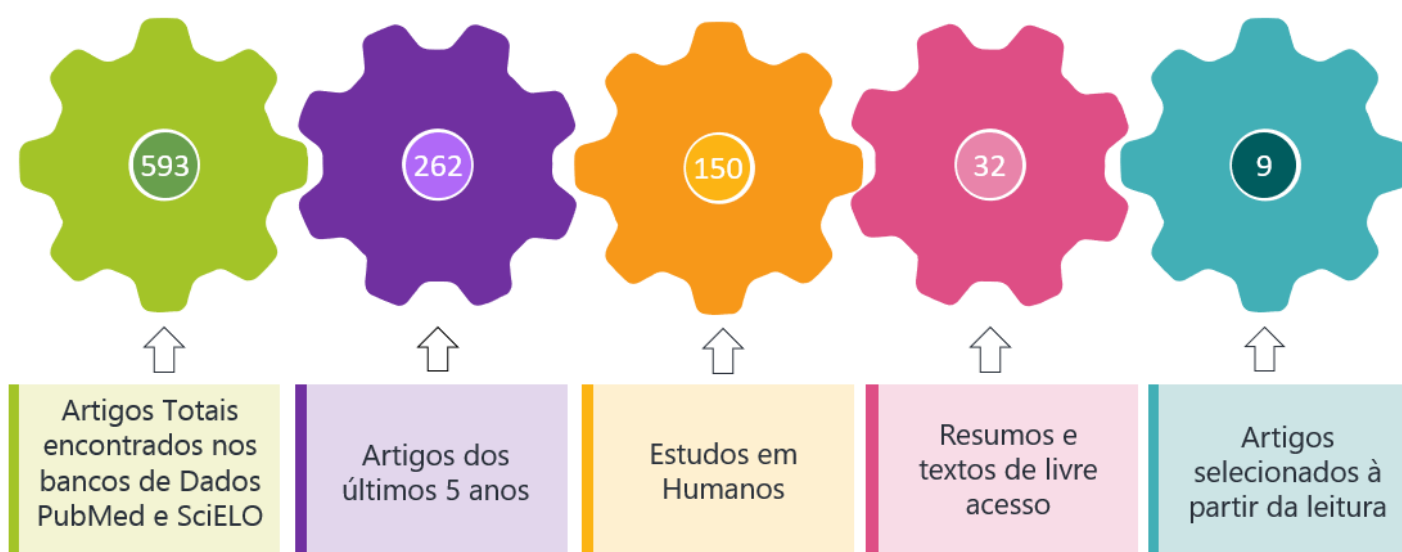 593
262
150
32
9
Artigos Totais
encontrados nos
bancos de Dados
PubMed e SciELO
Artigos dos
últimos 5 anos
Estudos em
Humanos
Resumos e
textos de livre
acesso
Artigos
selecionados à
partir da leitura